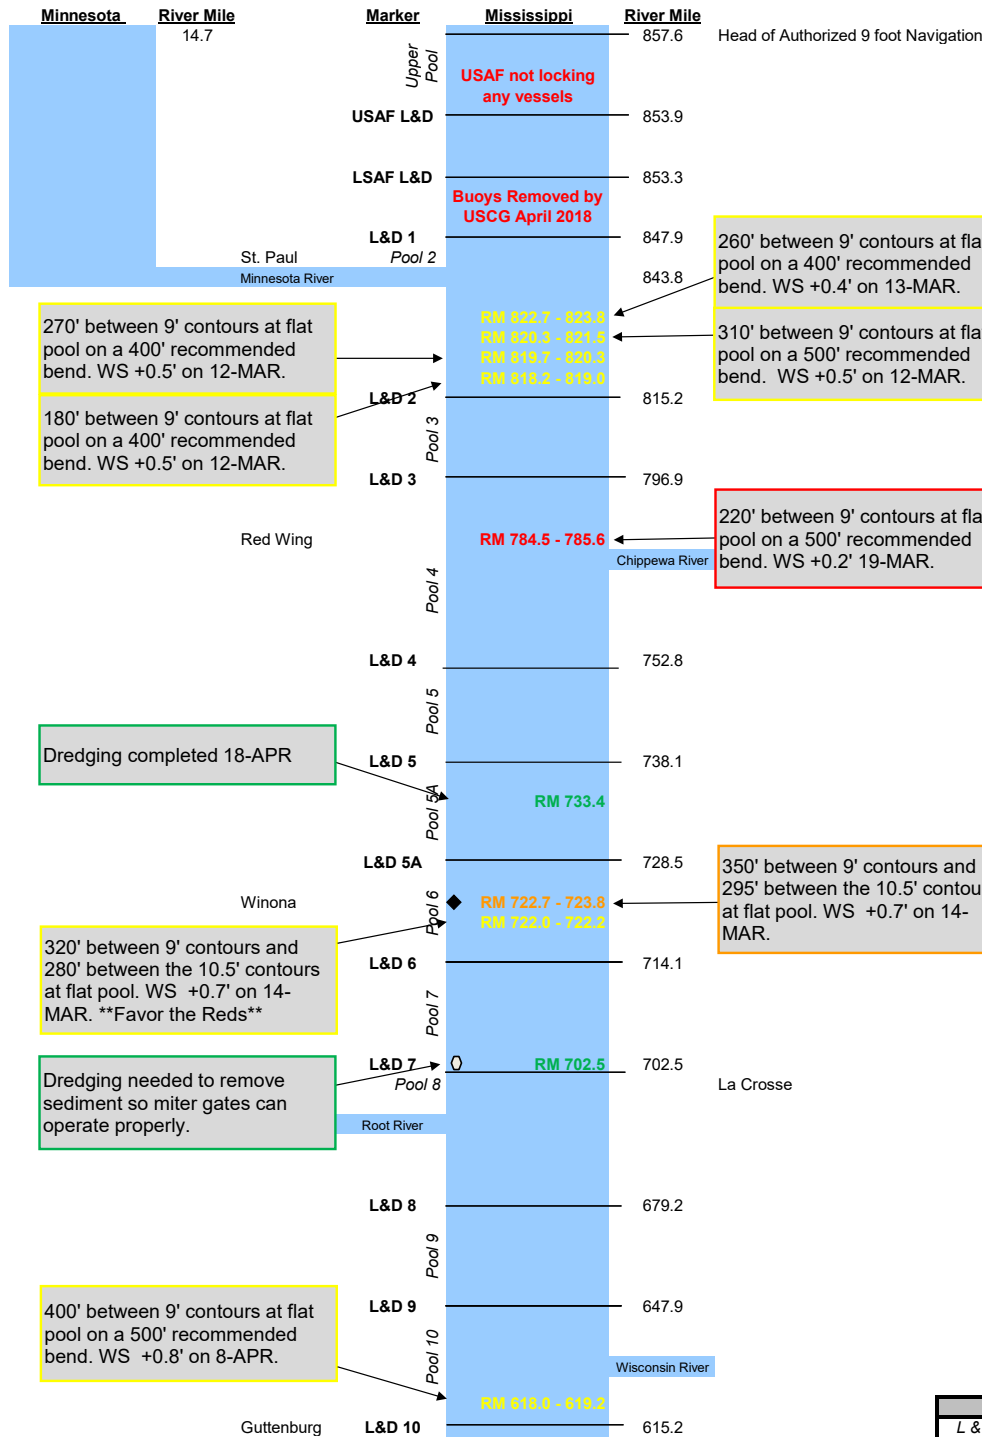 Minnesota River Mile Marker Mississippi River Mile
14.7 857.6 Head of Authorized 9 foot Navigation
Upper
Pool
USAF not locking
any vessels
USAF L&D 853.9
LSAF L&D 853.3
Buoys Removed by
USCG April 2018
L&D 1 847.9
St. Paul Pool 2
Minnesota River 843.8
260' between 9' contours at fla
pool on a 400' recommended
bend. WS +0.4' on 13-MAR.
RM 822.7 - 823.8
RM 820.3 - 821.5
RM 819.7 - 820.3
RM 818.2 - 819.0
310' between 9' contours at fla
pool on a 500' recommended
bend. WS +0.5' on 12-MAR.
270' between 9' contours at flat
pool on a 400' recommended
bend. WS +0.5' on 12-MAR.
180' between 9' contours at flat
pool on a 400' recommended
bend. WS +0.5' on 12-MAR.
L&D 2 815.2
Pool 3
L&D 3 796.9
Red Wing RM 784.5 - 785.6
220' between 9' contours at fla
pool on a 500' recommended
bend. WS +0.2' 19-MAR.
Chippewa River
Pool 4
L&D 4 752.8
Pool 5
Dredging completed 18-APR
L&D 5 738.1
Pool 5A
RM 733.4
L&D 5A 728.5
350' between 9' contours and
295' between the 10.5' contou
at flat pool. WS +0.7' on 14-
MAR.
Winona Pool 6 RM 722.7 - 723.8
RM 722.0 - 722.2
320' between 9' contours and
280' between the 10.5' contours
at flat pool. WS +0.7' on 14-
MAR. **Favor the Reds**
L&D 6 714.1
Pool 7
L&D 7 RM 702.5 702.5
Pool 8 La Crosse
Dredging needed to remove
sediment so miter gates can
operate properly.
Root River
L&D 8 679.2
Pool 9
L&D 9 647.9
400' between 9' contours at flat
pool on a 500' recommended
bend. WS +0.8' on 8-APR.
Pool 10
Wisconsin River
RM 618.0 - 619.2
Guttenburg L&D 10 615.2
L &